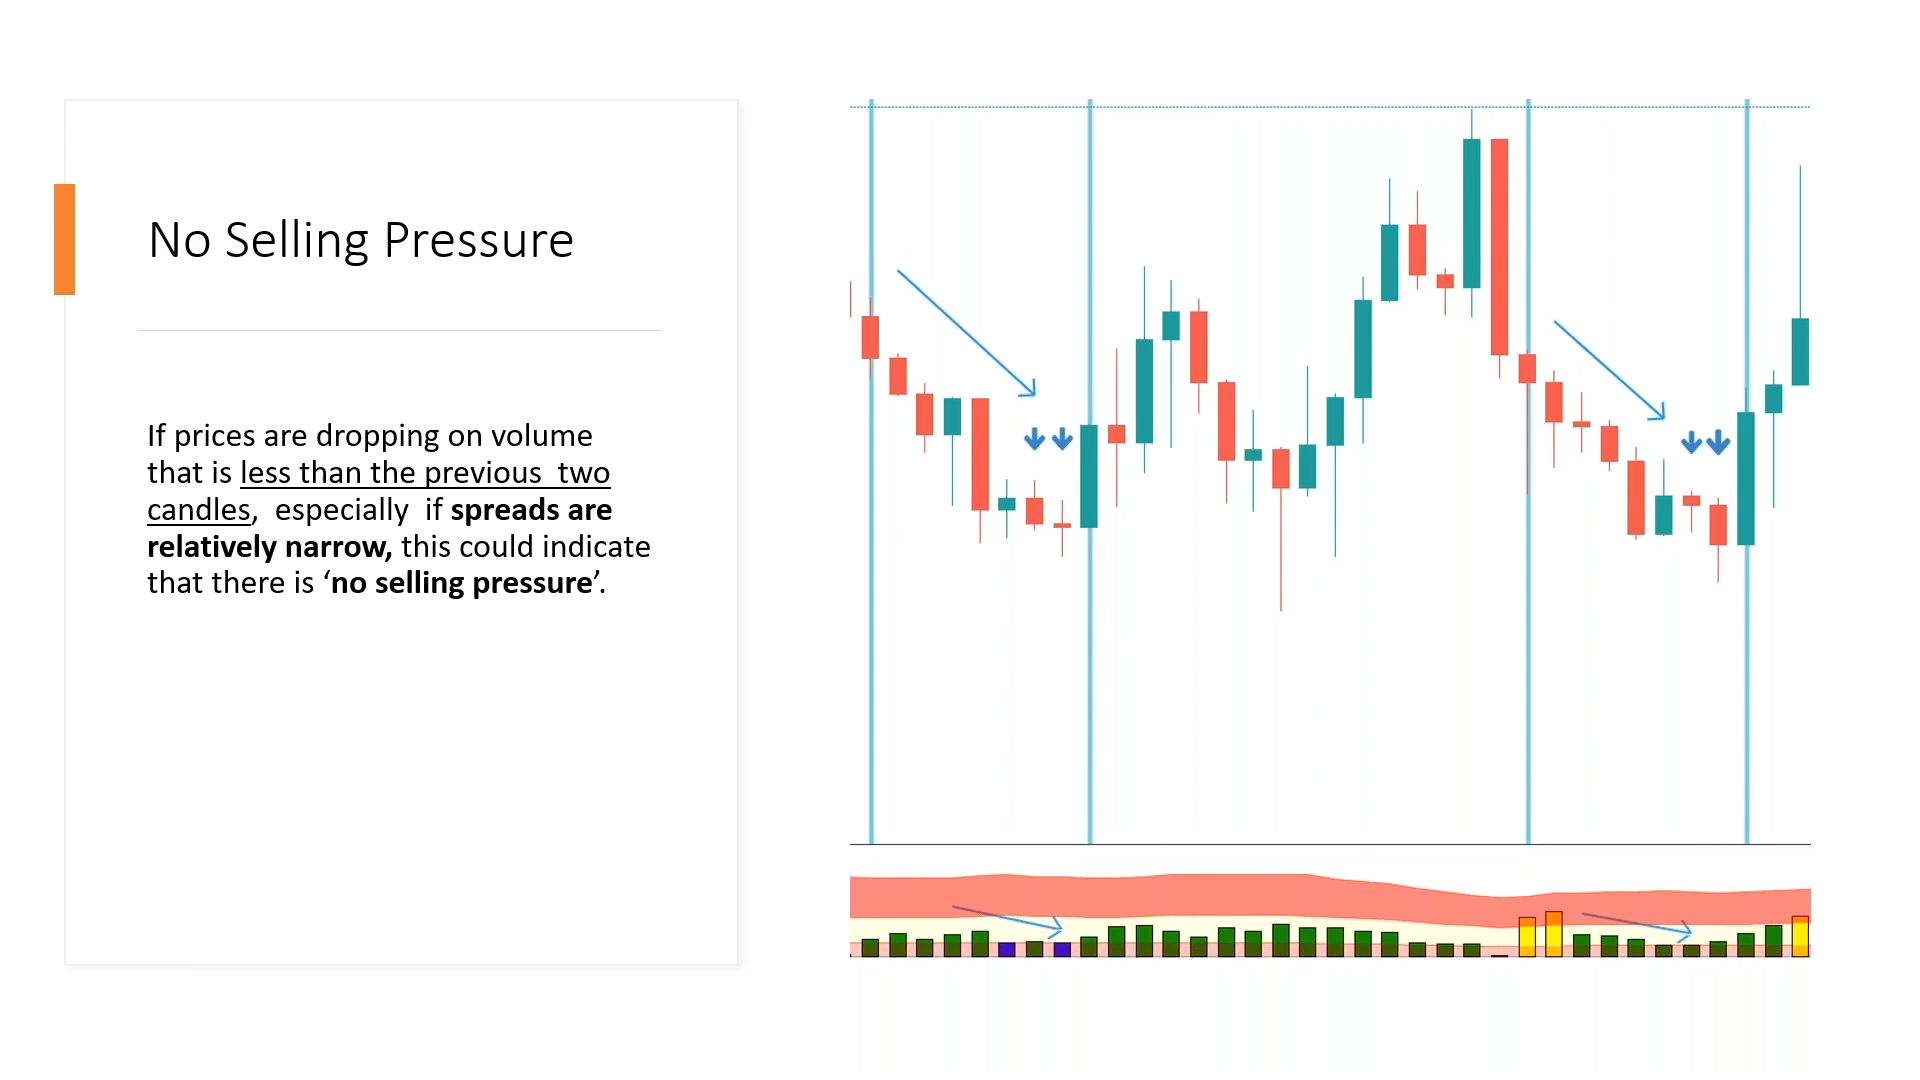 No Selling Pressure
If prices are dropping on volume
that is less than the previous  two
candles,  especially  if spreads are
relatively narrow, this could indicate
that there is ‘no selling pressure’.